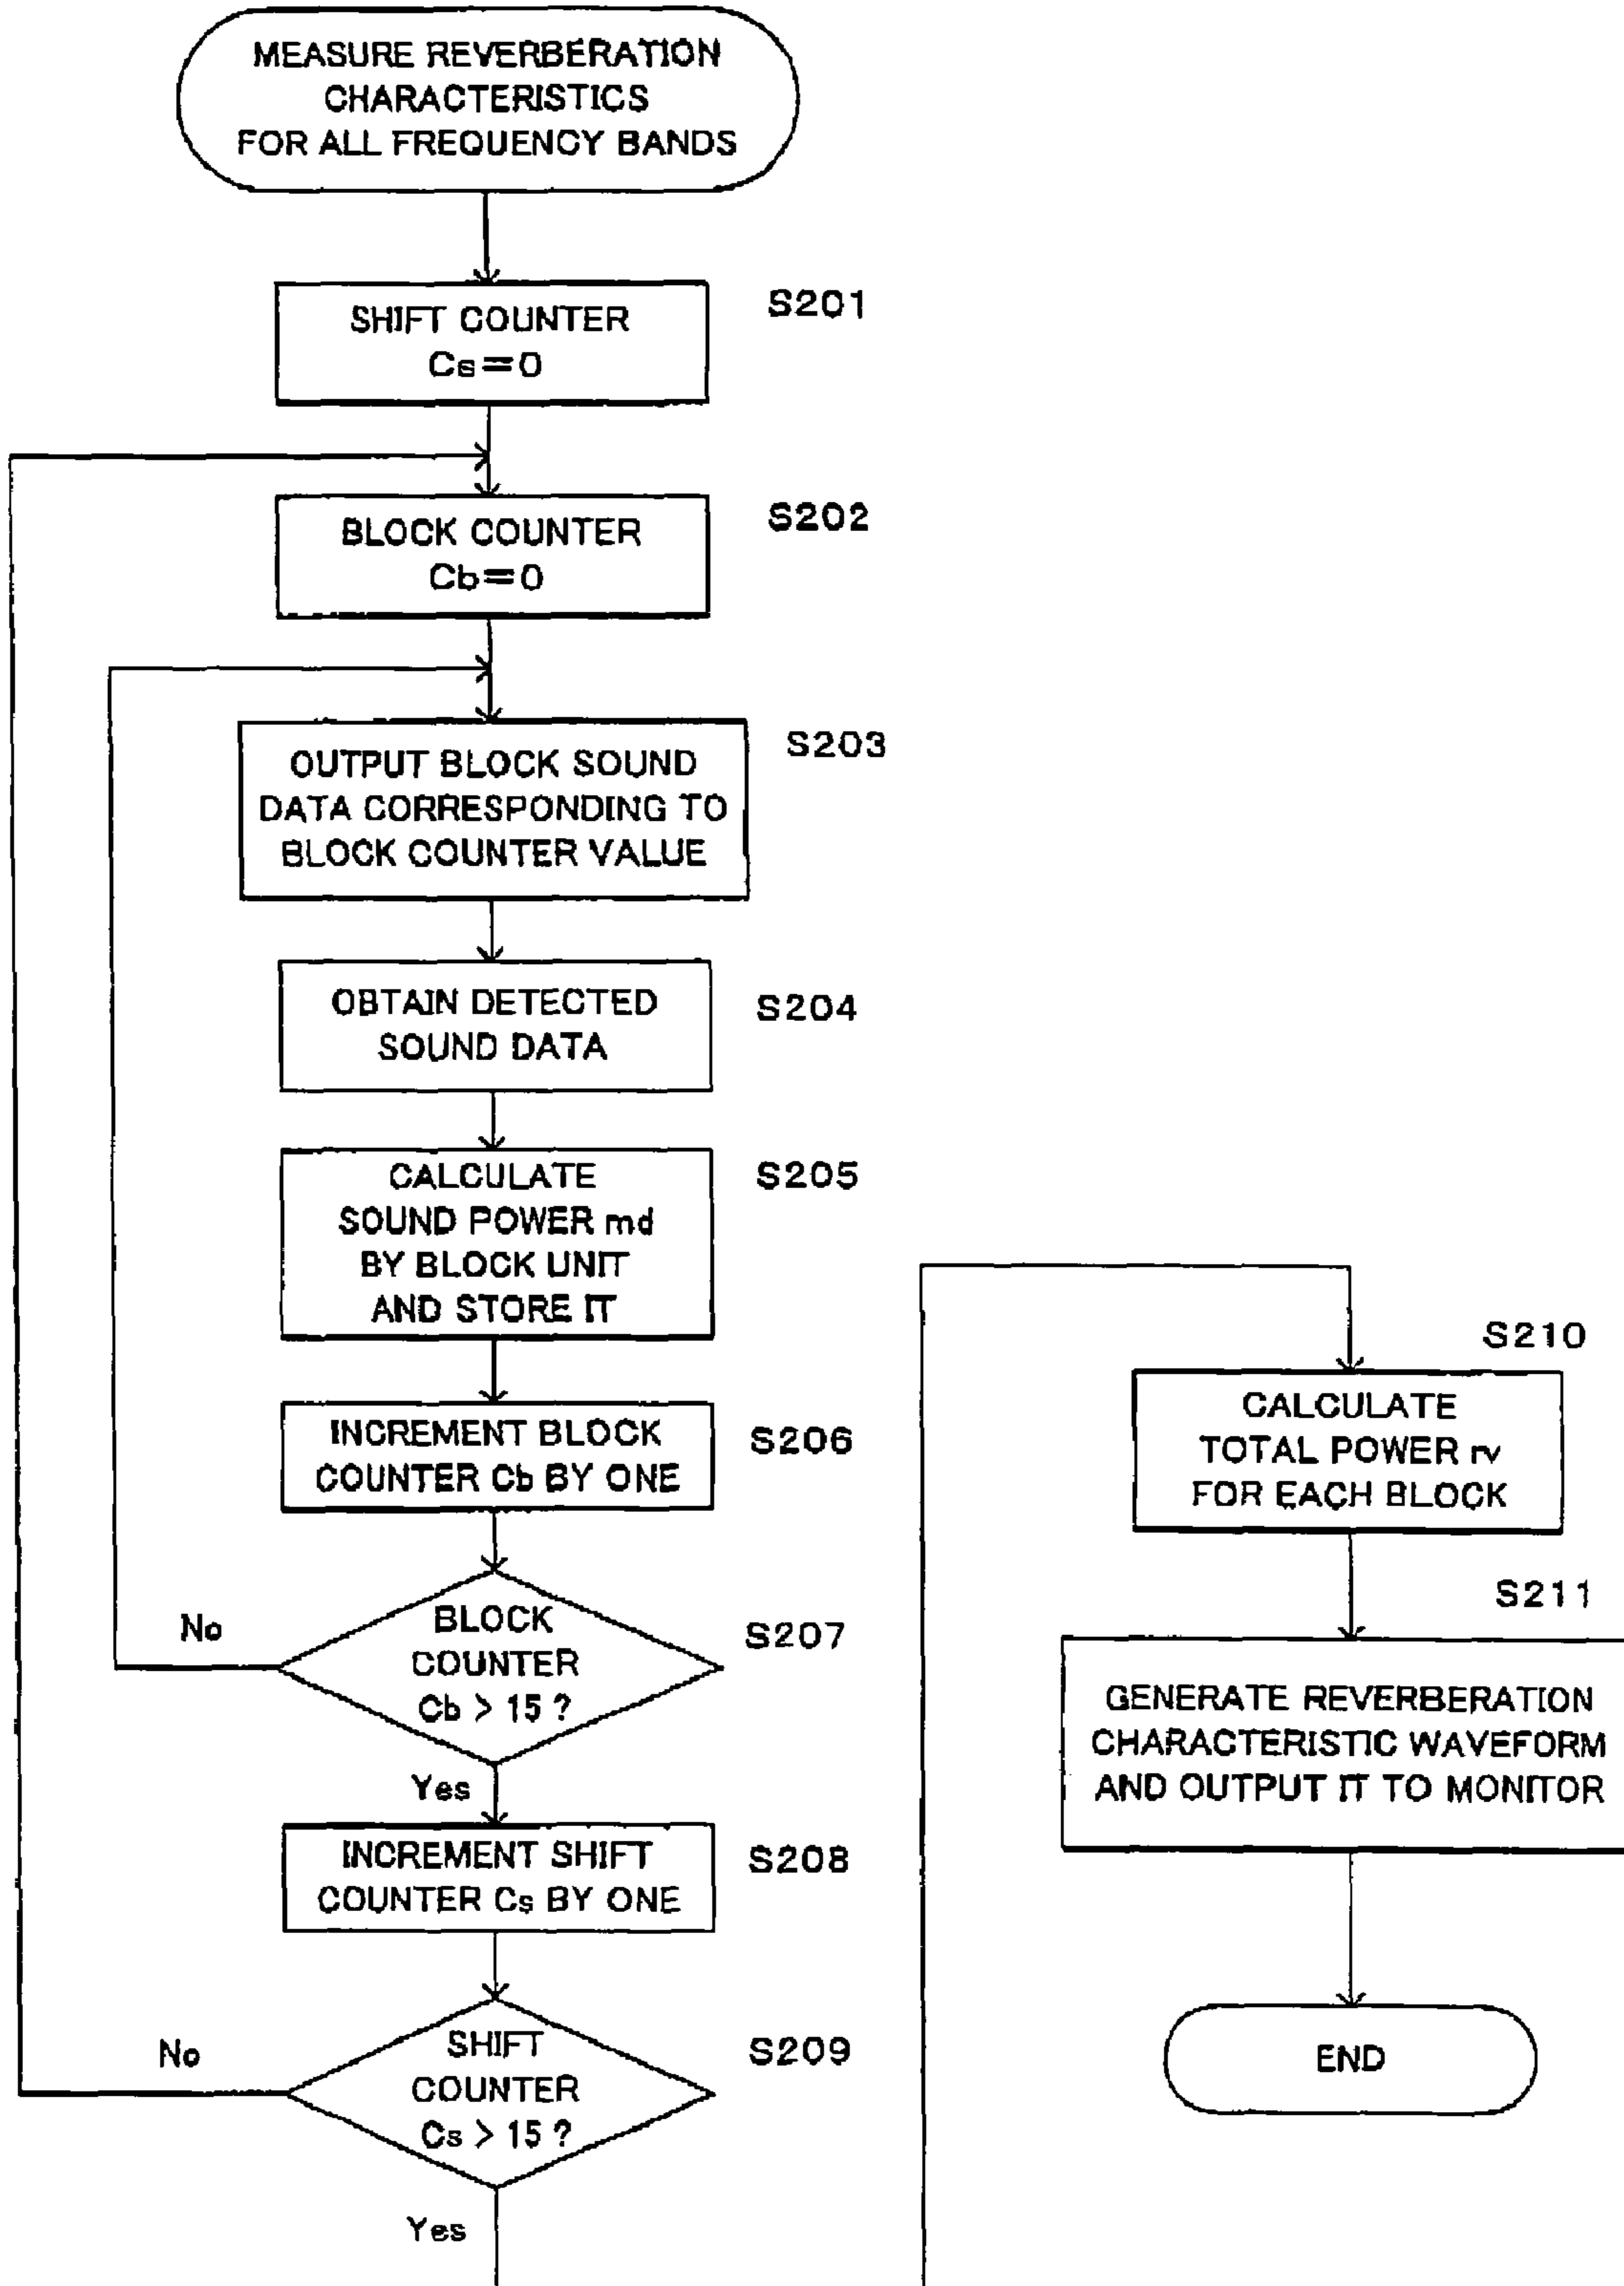 MEASURE REVERBERATION
CHARACTERISTICS
FOR ALL FREQUENCY BANDS
S201
SHIFT COUNTER
Cs=0
S202
BLOCK COUNTER
Cb=0
S203
OUTPUT BLOCK SOUND
DATA CORRESPONDING TO
BLOCK COUNTER VALUE
S204
OBTAIN DETECTED
SOUND DATA
S205
CALCULATE
SOUND POWER md
BY BLOCK UNIT
AND STORE IT
S206
INCREMENT BLOCK
COUNTER Cb BY ONE
S207
BLOCK
COUNTER
Cb > 15 ?
No
Yes
S208
INCREMENT SHIFT
COUNTER Cs BY ONE
S209
SHIFT
COUNTER
Cs > 15 ?
No
Yes
S210
CALCULATE
TOTAL POWER rv
FOR EACH BLOCK
S211
GENERATE REVERBERATION
CHARACTERISTIC WAVEFORM
AND OUTPUT IT TO MONITOR
END